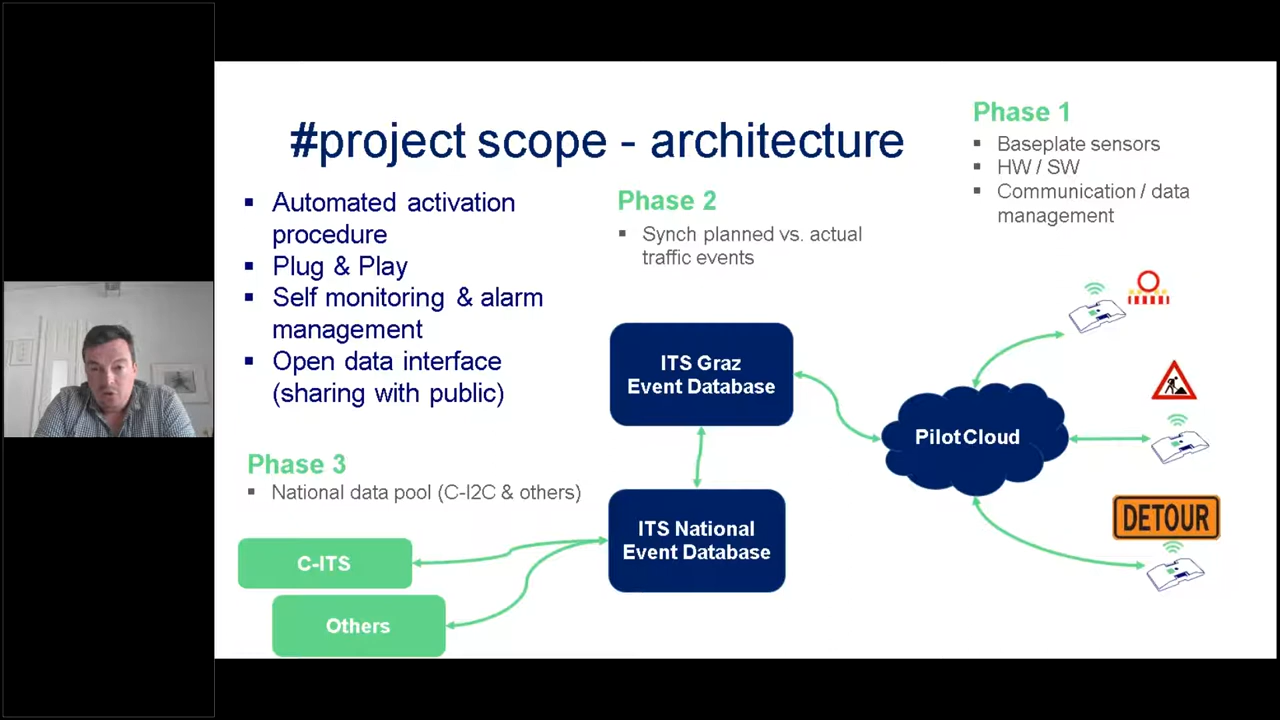 #project scope - architecture
Automated activation
procedure
Plug & Play
Self monitoring & alarm
management
Open data interface
(sharing with public)
Phase 1
Baseplate sensors
HW / SW
Communication / data
management
Phase 2
Synch planned vs. actual
traffic events
ITS Graz
Event Database
PilotCloud
DETOUR
Phase 3
National data pool (C-I2C & others)
ITS National
Event Database
C-ITS
Others